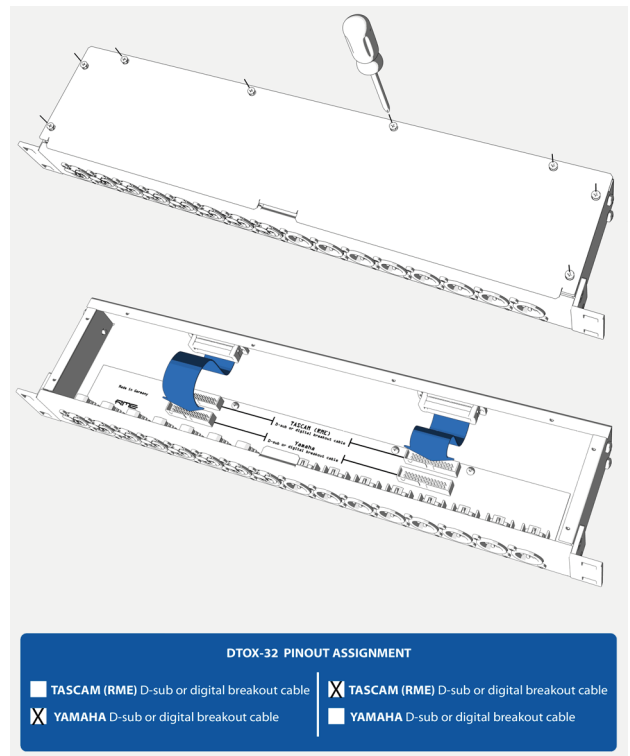 Made in Germany
RME
TASCAM (RME)
D-sub or digital breakout cable
Yamaha
D-sub or digital breakout cable
DTOX-32 PINOUT ASSIGNMENT
TASCAM (RME) D-sub or digital breakout cable
X YAMAHA D-sub or digital breakout cable
X TASCAM (RME) D-sub or digital breakout cable
YAMAHA D-sub or digital breakout cable